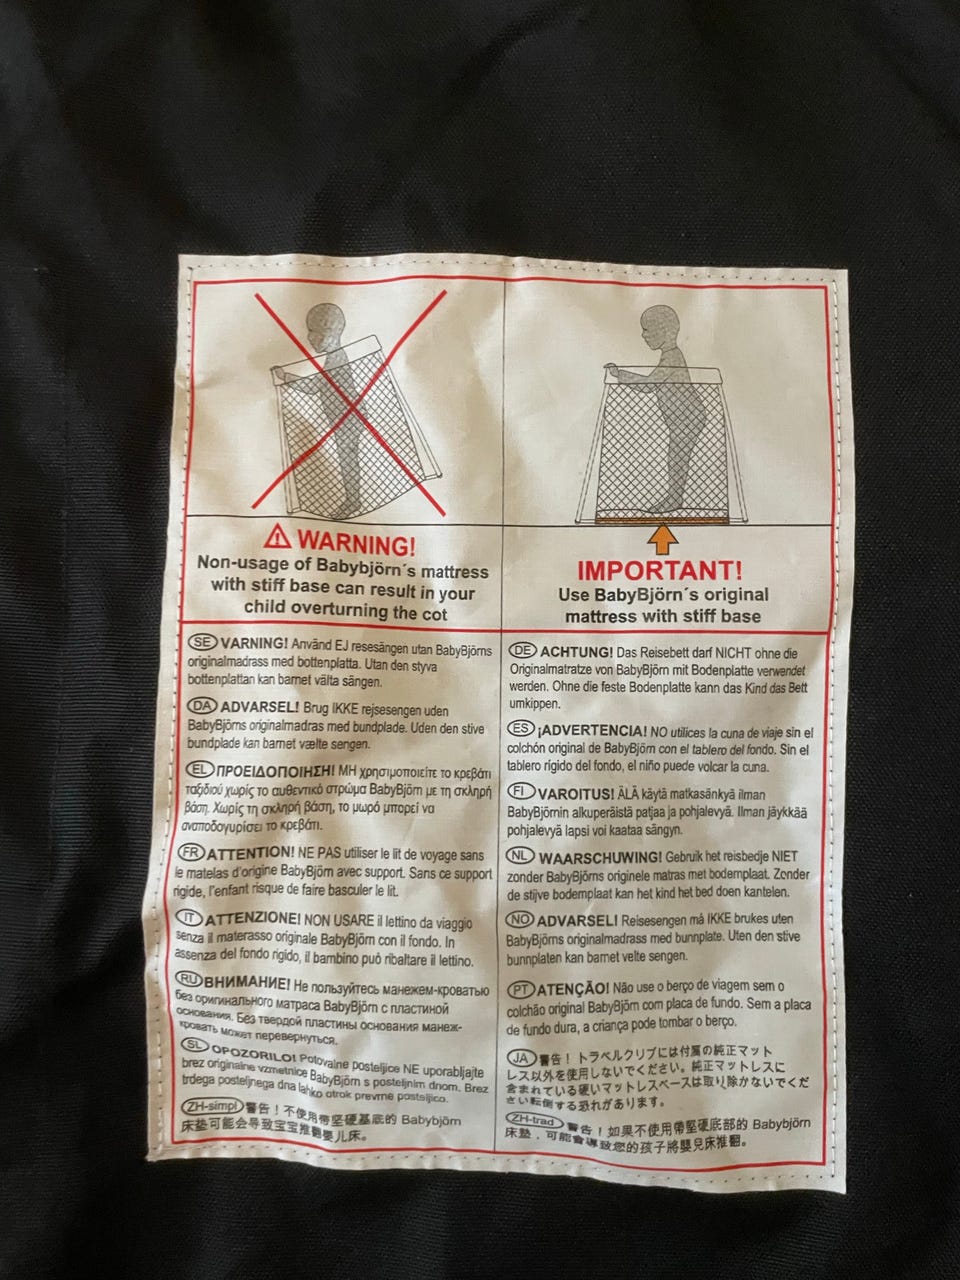 WARNING!
Non-usage of Babybjörn´s mattress
with stiff base can result in your
child overturning the cot
IMPORTANT!
Use BabyBjörn´s original
mattress with stiff base
SE VARNING! Använd EJ resesängen utan BabyBjörns
originalmadrass med bottenplatta. Utan den styva
bottenplattan kan barnet välta sängen.
DA ADVARSEL! Brug IKKE rejsesengen uden
BabyBjörns originalmadras med bundplade. Uden den stive
bundplade kan barnet vælte sengen.
EL ΠΡΟΕΙΔΟΠΟΙΗΣΗ! ΜΗ χρησιμοποιείτε το κρεβάτι
ταξιδιού χωρίς το αυθεντικό στρώμα BabyBjörn με τη σκληρή
βάση. Χωρίς τη σκληρή βάση, το μωρό μπορεί να
αναποδογυρίσει το κρεβάτι.
FR ATTENTION! NE PAS utiliser le lit de voyage sans
le matelas d'origine BabyBjörn avec support. Sans ce support
rigide, l'enfant risque de faire basculer le lit.
IT ATTENZIONE! NON USARE il lettino da viaggio
senza il materasso originale BabyBjörn con il fondo. In
assenza del fondo rigido, il bambino può ribaltare il lettino.
RU ВНИМАНИЕ! Не пользуйтесь манежем-кроватью
без оригинального матраса BabyBjörn с пластиной
основания. Без твердой пластины основания манеж-
кровать может перевернуться.
SL OPOZORILO! Potovalne posteljice NE uporabljajte
brez originalne vzmetnice BabyBjörn s posteljnim dnom. Brez
trdega posteljnega dna lahko otrok prevrne posteljico.
ZH-simpl 警告！不使用带坚硬基底的 Babybjörn
床垫可能会导致宝宝推翻婴儿床。
DE ACHTUNG! Das Reisebett darf NICHT ohne die
Originalmatratze von BabyBjörn mit Bodenplatte verwendet
werden. Ohne die feste Bodenplatte kann das Kind das Bett
umkippen.
ES ¡ADVERTENCIA! NO utilices la cuna de viaje sin el
colchón original de BabyBjörn con el tablero del fondo. Sin el
tablero rígido del fondo, el niño puede volcar la cuna.
FI VAROITUS! ÄLÄ käytä matkasänkyä ilman
BabyBjörnin alkuperäistä patjaa ja pohjalevyä. Ilman jäykkää
pohjalevyä lapsi voi kaataa sängyn.
NL WAARSCHUWING! Gebruik het reisbedje NIET
zonder BabyBjörns originele matras met bodemplaat. Zonder
de stijve bodemplaat kan het kind het bed doen kantelen.
NO ADVARSEL! Reisesengen må IKKE brukes uten
BabyBjörns originalmadrass med bunnplate. Uten den stive
bunnplaten kan barnet velte sengen.
PT ATENÇÃO! Não use o berço de viagem sem o
colchão original BabyBjörn com placa de fundo. Sem a placa
de fundo dura, a criança pode tombar o berço.
JA 警告！トラベルクリブには付属の純正マット
レス以外を使用しないでください。純正マットレスに
含まれている硬いマットレスベースは取り除かないでくだ
さい転倒する恐れがあります。
ZH-trad 警告！如果不使用帶堅硬底部的 Babybjörn
床墊，可能會導致您的孩子將嬰兒床推翻。